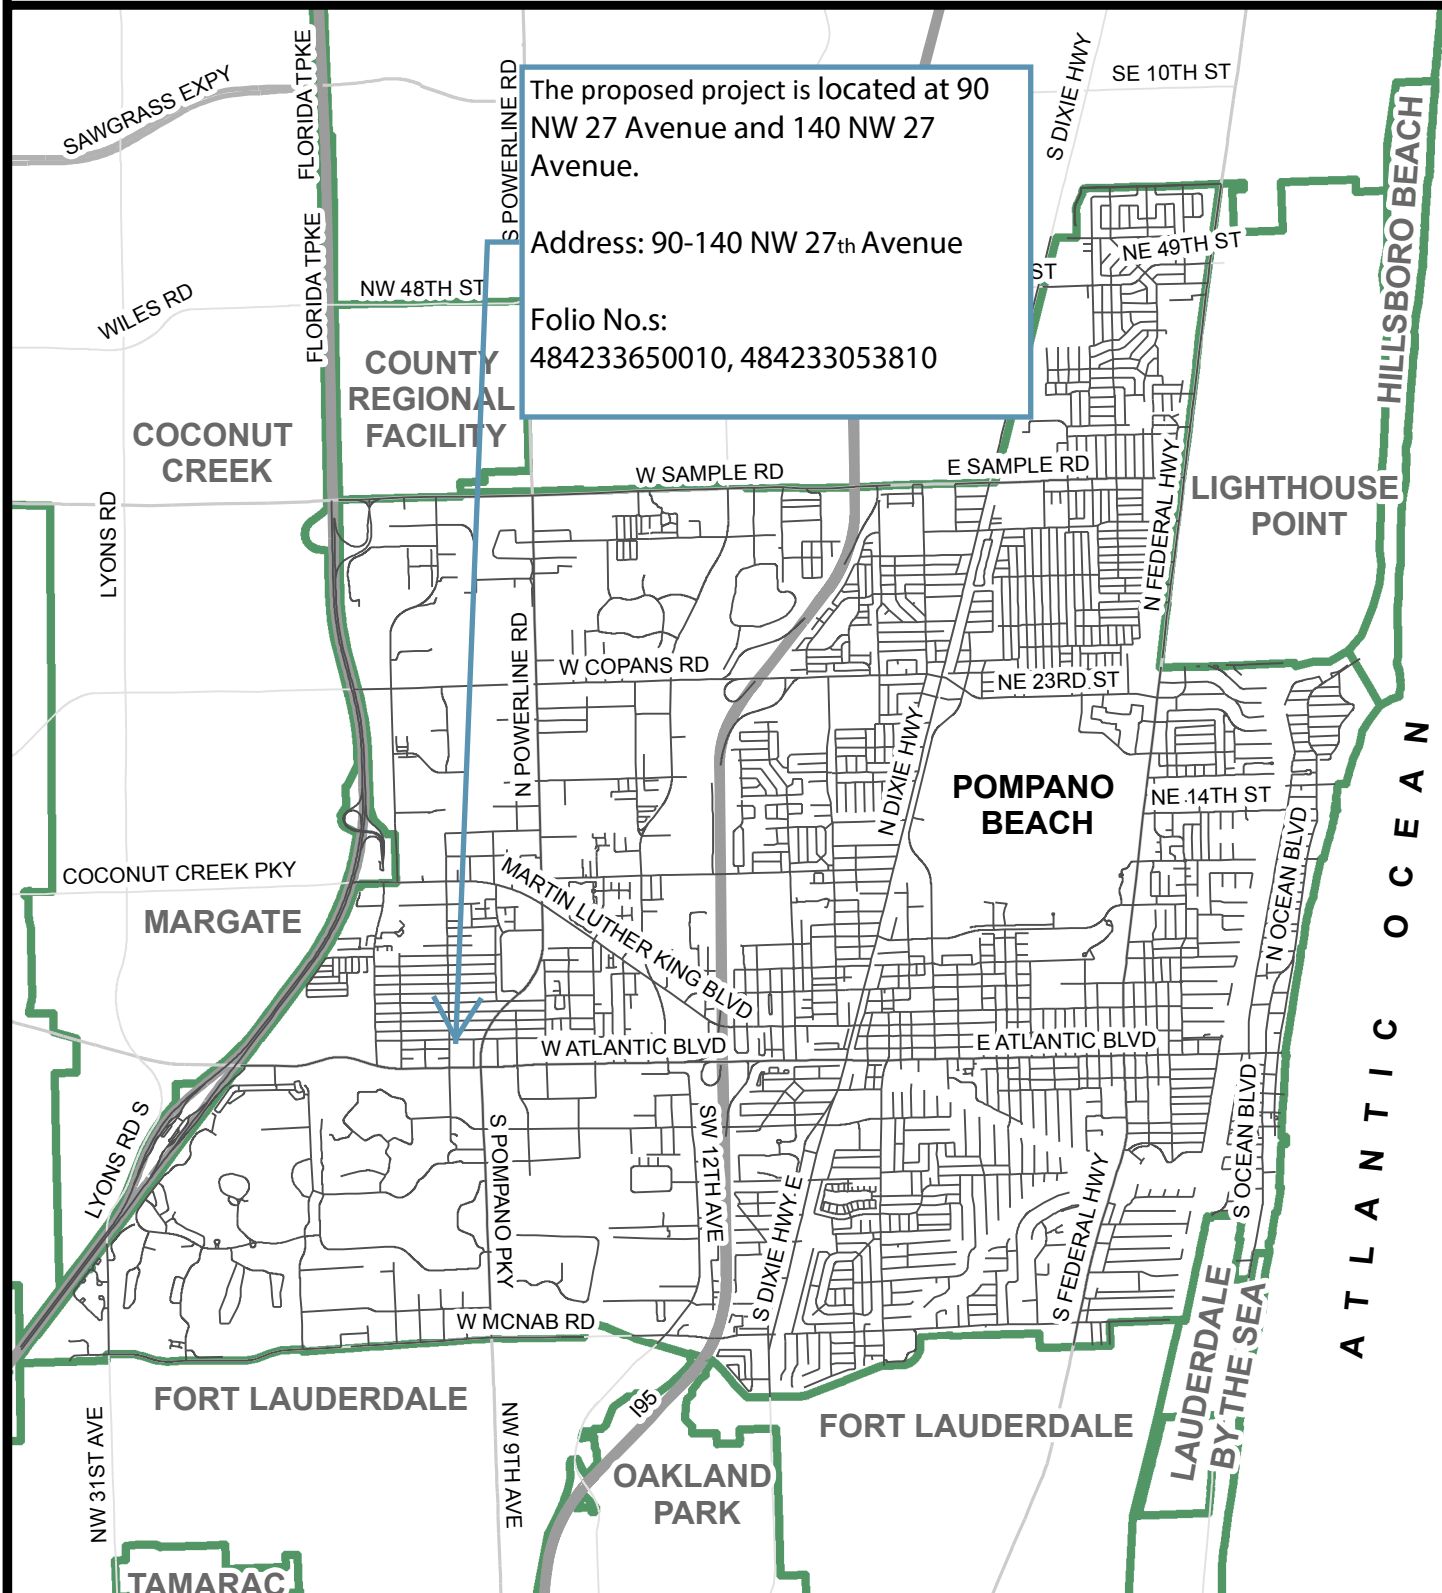 SAWGRASS EXPY
FLORIDA TPKE
FLORIDA TPKE
FLORIDA TPKE
S POWERLINE RD
The proposed project is located at 90
NW 27 Avenue and 140 NW 27
Avenue.
Address: 90-140 NW 27th Avenue
Folio No.s:
484233650010, 484233053810
S DIXIE HWY
SE 10TH ST
HILLSBORO BEACH
NE 49TH ST
ST
NW 48TH ST
WILES RD
COUNTY
REGIONAL
FACILITY
COCONUT
CREEK
W SAMPLE RD
E SAMPLE RD
N FEDERAL HWY
LIGHTHOUSE
POINT
LYONS RD
N POWERLINE RD
W COPANS RD
NE 23RD ST
N DIXIE HWY
POMPANO
BEACH
NE 14TH ST
N OCEAN BLVD
ATLANTIC OCEAN
COCONUT CREEK PKY
MARGATE
MARTIN LUTHER KING BLVD
W ATLANTIC BLVD
E ATLANTIC BLVD
LYONS RD S
S POMPANO PKY
SW 12TH AVE
S DIXIE HWY E
S FEDERAL HWY
S OCEAN BLVD
W MCNAB RD
LAUDERDALE
BY THE SEA
FORT LAUDERDALE
FORT LAUDERDALE
I95
NW 31ST AVE
NW 9TH AVE
OAKLAND
PARK
TAMARAC